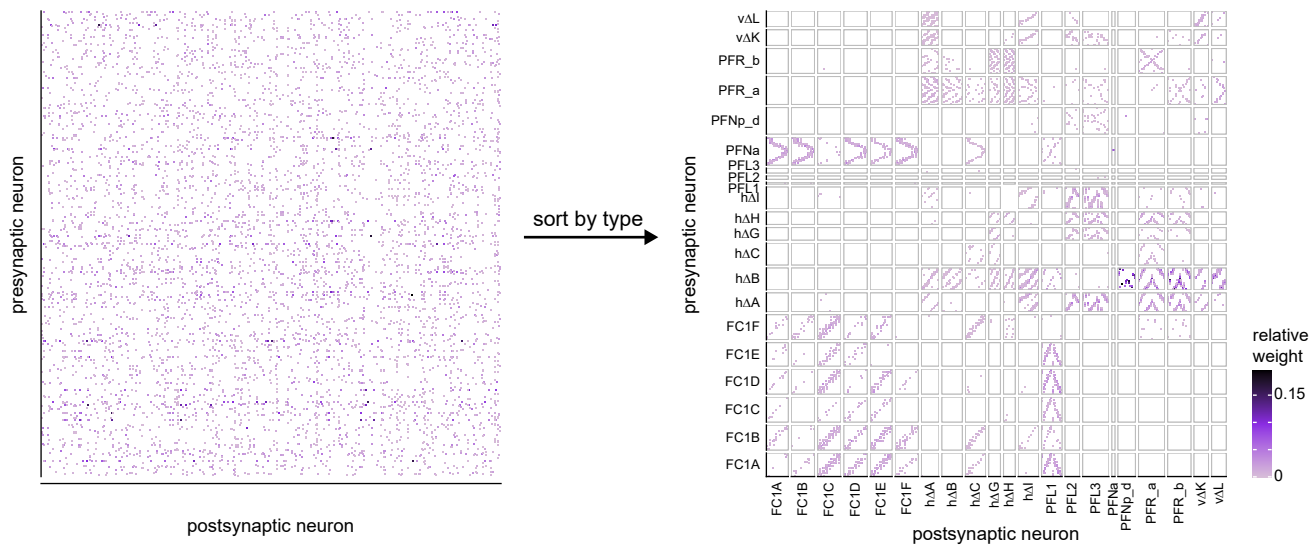 presynaptic neuron
postsynaptic neuron
sort by type
presynaptic neuron
vΔL
vΔK
PFR_b
PFR_a
PFNp_d
PFNa
PFL3
PFL2
PFL1
hΔI
hΔH
hΔG
hΔC
hΔB
hΔA
FC1F
FC1E
FC1D
FC1C
FC1B
FC1A
FC1A
FC1B
FC1C
FC1D
FC1E
FC1F
hΔA
hΔB
hΔC
hΔG
hΔH
hΔI
PFL1
PFL2
PFL3
PFNa
PFNp_d
PFR_a
PFR_b
vΔK
vΔL
postsynaptic neuron
relative
weight
0.15
0